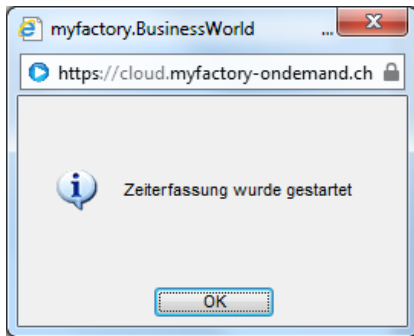 myfactory.BusinessWorld ...
https://cloud.myfactory-ondemand.ch
Zeiterfassung wurde gestartet
OK